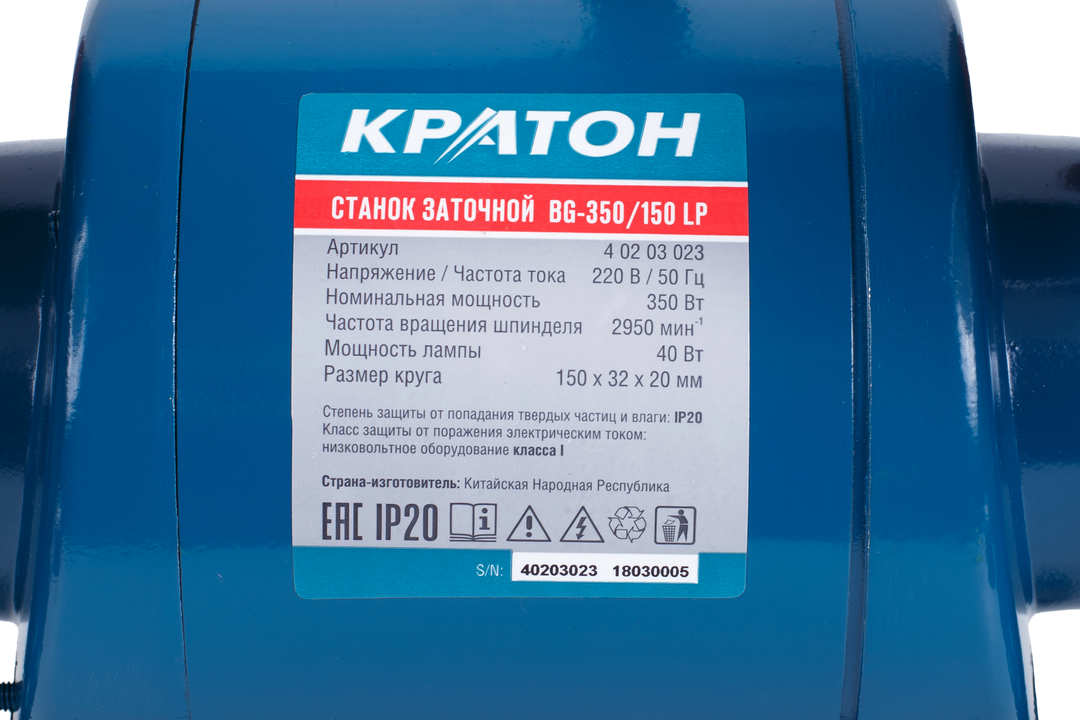 КРАТОН
СТАНОК ЗАТОЧНОЙ BG-350/150 LP
Артикул 4 02 03 023
Напряжение / Частота тока 220 В / 50 Гц
Номинальная мощность 350 Вт
Частота вращения шпинделя 2950 мин⁻¹
Мощность лампы 40 Вт
Размер круга 150 x 32 x 20 мм
Степень защиты от попадания твердых частиц и влаги: IP20
Класс защиты от поражения электрическим током:
низковольтное оборудование класса I
Страна-изготовитель: Китайская Народная Республика
EAC IP20
S/N: 40203023 18030005